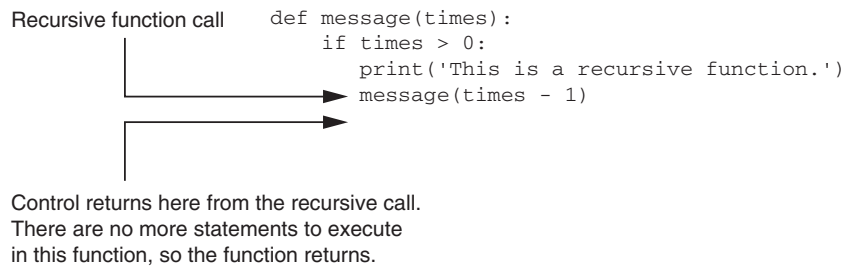 Recursive function call
def message(times):
if times > 0:
print('This is a recursive function.')
message(times - 1)
Control returns here from the recursive call.
There are no more statements to execute
in this function, so the function returns.